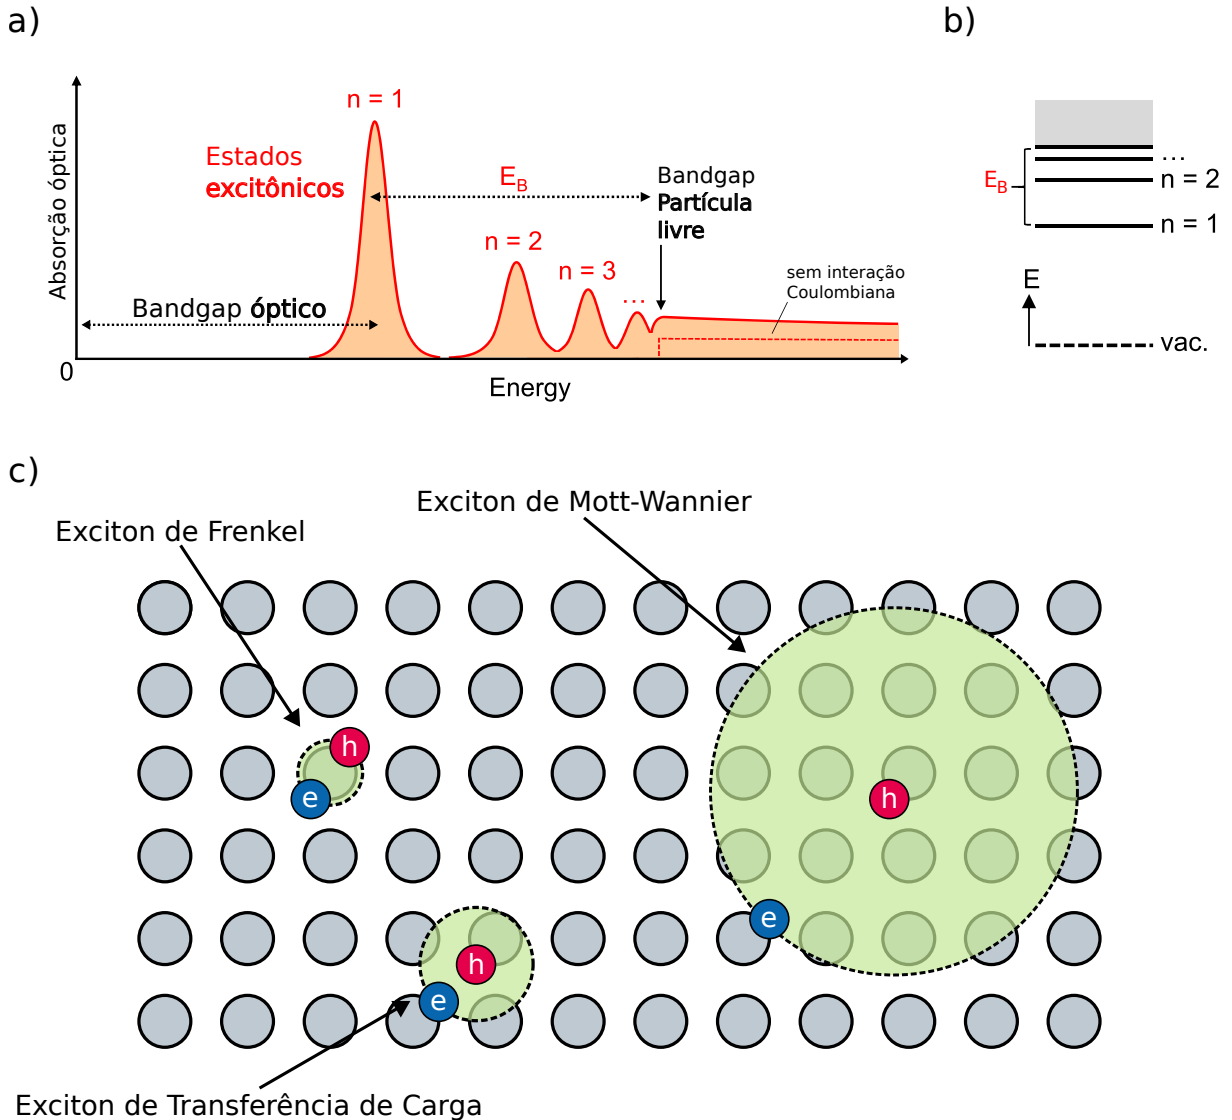 a)
Absorção óptica
0
Energy
n = 1
Estados
excitônicos
E_B
Bandgap óptico
n = 2
n = 3
...
Bandgap
Partícula
livre
sem interação
Coulombiana
b)
E_B
...
n = 2
n = 1
E
vac.
c)
Exciton de Frenkel
Exciton de Mott-Wannier
h
e
h
e
h
e
Exciton de Transferência de Carga